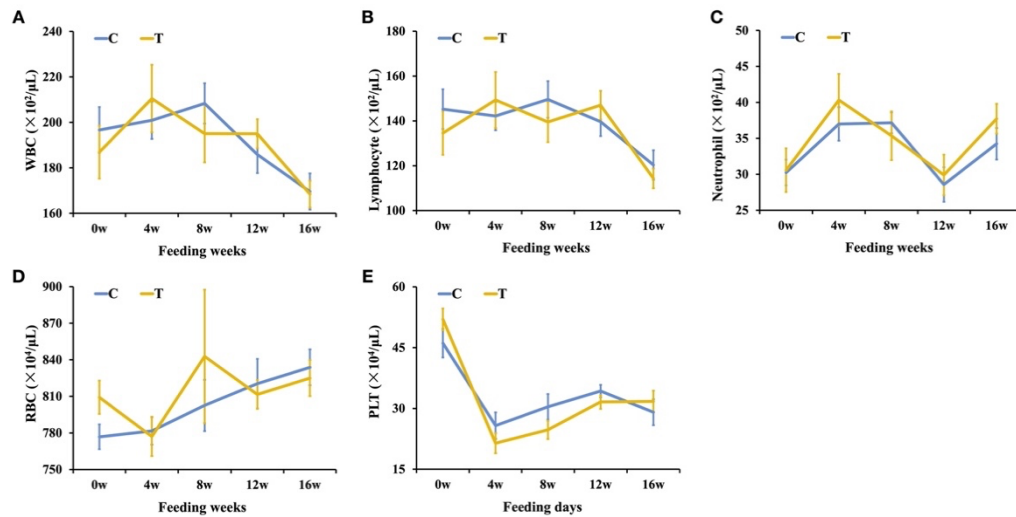 A
C T
WBC (×10²/μL)
240
220
200
180
160
0w 4w 8w 12w 16w
Feeding weeks
B
C T
Lymphocyte (×10²/μL)
180
160
140
120
100
0w 4w 8w 12w 16w
Feeding weeks
C
C T
Neutrophil (×10²/μL)
50
45
40
35
30
25
0w 4w 8w 12w 16w
Feeding weeks
D
C T
RBC (×10⁴/μL)
900
870
840
810
780
750
0w 4w 8w 12w 16w
Feeding weeks
E
C T
PLT (×10⁴/μL)
60
45
30
15
0w 4w 8w 12w 16w
Feeding days